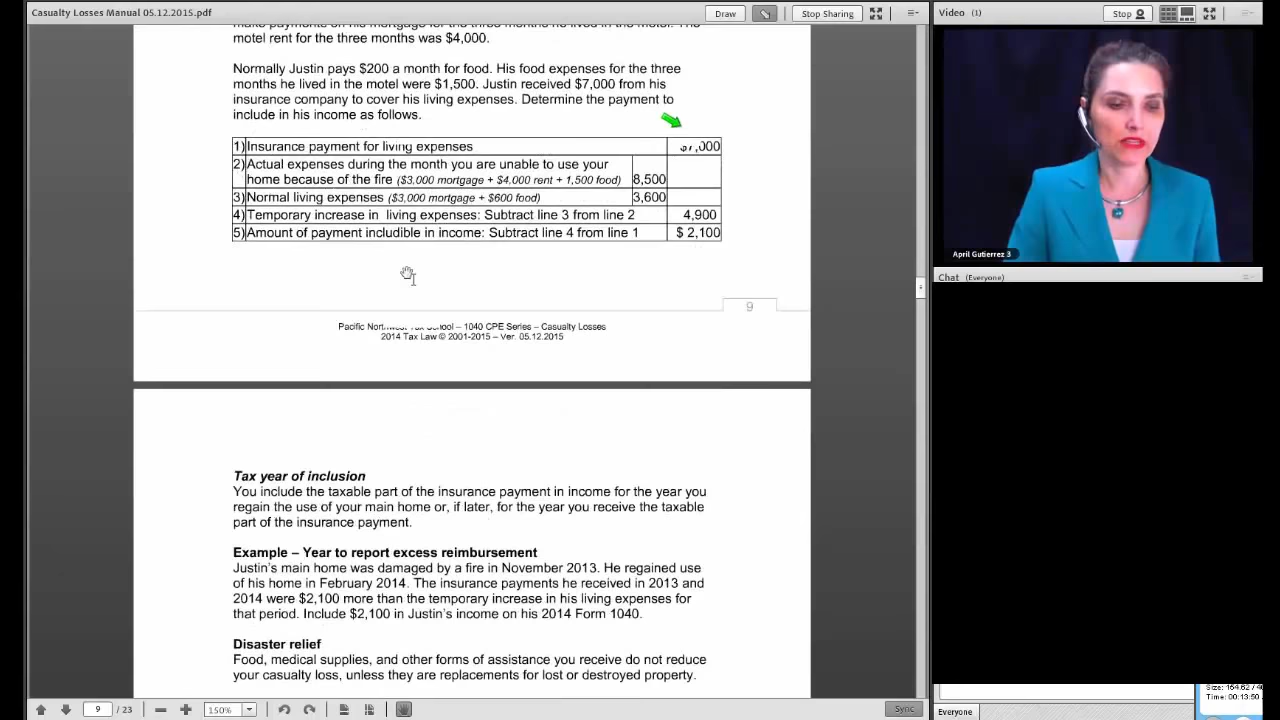 Casualty Losses Manual 05.12.2015.pdf
Draw
Stop Sharing
Video (1)
Stop
motel rent for the three months was $4,000.
Normally Justin pays $200 a month for food. His food expenses for the three
months he lived in the motel were $1,500. Justin received $7,000 from his
insurance company to cover his living expenses. Determine the payment to
include in his income as follows.
1) Insurance payment for living expenses $7,000
2) Actual expenses during the month you are unable to use your
home because of the fire ($3,000 mortgage + $4,000 rent + 1,500 food) 8,500
3) Normal living expenses ($3,000 mortgage + $600 food) 3,600
4) Temporary increase in living expenses: Subtract line 3 from line 2 4,900
5) Amount of payment includible in income: Subtract line 4 from line 1 $ 2,100
9
Pacific Northwest Tax School – 1040 CPE Series – Casualty Losses
2014 Tax Law © 2001-2015 – Ver. 05.12.2015
Tax year of inclusion
You include the taxable part of the insurance payment in income for the year you
regain the use of your main home or, if later, for the year you receive the taxable
part of the insurance payment.
Example – Year to report excess reimbursement
Justin's main home was damaged by a fire in November 2013. He regained use
of his home in February 2014. The insurance payments he received in 2013 and
2014 were $2,100 more than the temporary increase in his living expenses for
that period. Include $2,100 in Justin's income on his 2014 Form 1040.
Disaster relief
Food, medical supplies, and other forms of assistance you receive do not reduce
your casualty loss, unless they are replacements for lost or destroyed property.
9 / 23
150%
Sync
April Gutierrez 3
Chat (Everyone)
Everyone
Time: 00:13:50